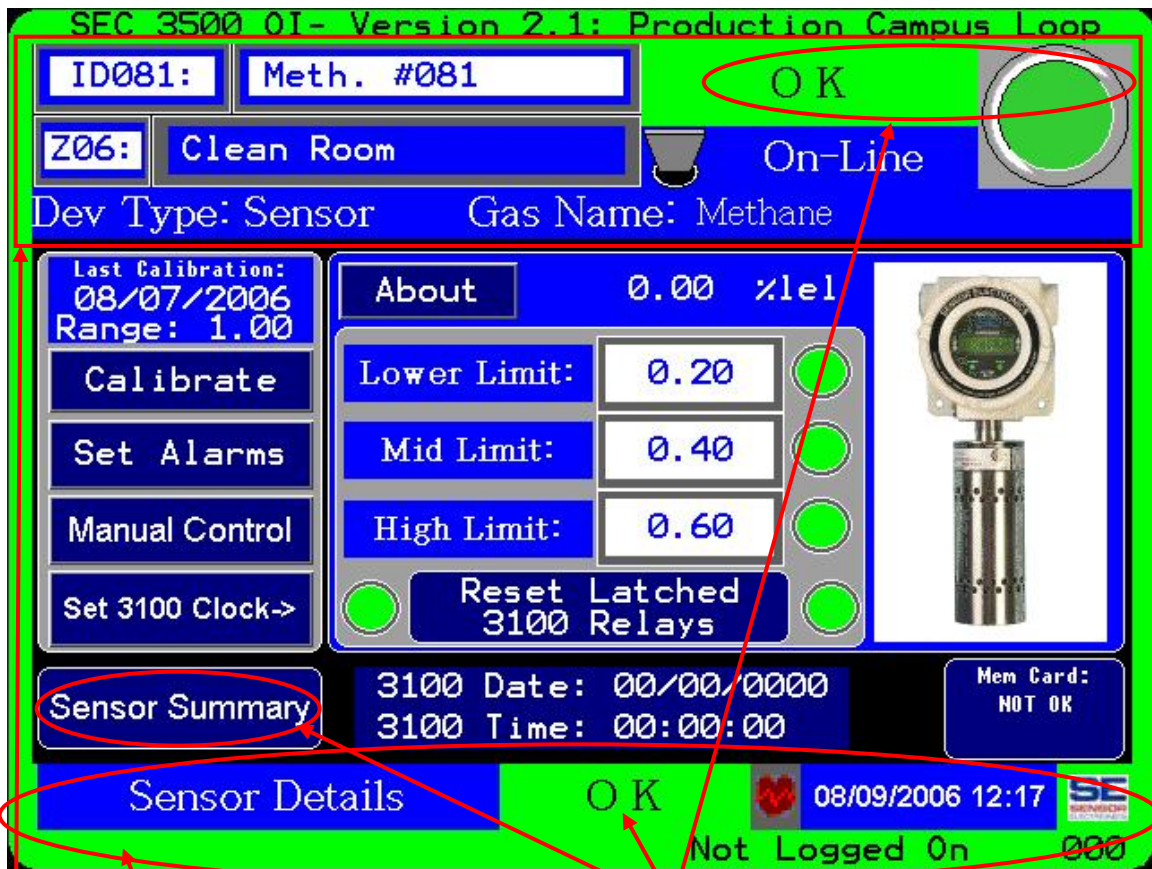 SEC 3500 OI- Version 2.1: Production Campus Loop
ID081: Meth. #081
O K
Z06: Clean Room
On-Line
Dev Type: Sensor Gas Name: Methane
Last Calibration:
08/07/2006
Range: 1.00
About 0.00 %lel
Calibrate
Lower Limit: 0.20
Set Alarms
Mid Limit: 0.40
Manual Control
High Limit: 0.60
Set 3100 Clock->
Reset Latched
3100 Relays
Sensor Summary
3100 Date: 00/00/0000
3100 Time: 00:00:00
Mem Card:
NOT OK
Sensor Details
O K
08/09/2006 12:17
SE
SENSOR
Not Logged On 000